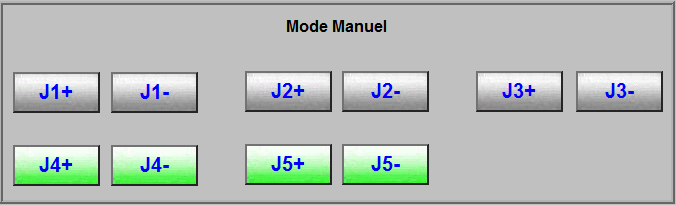 Mode Manuel
J1+ J1- J2+ J2- J3+ J3-
J4+ J4- J5+ J5-